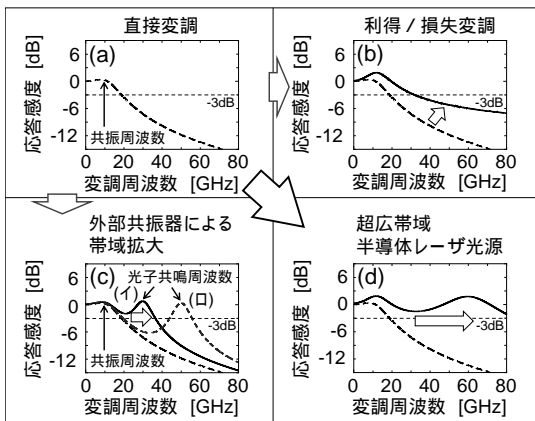 直接変調
(a)
応答感度 [dB]
6
0
-6
-12
-3dB
共振周波数
0 20 40 60 80
変調周波数 [GHz]
利得 / 損失変調
(b)
応答感度 [dB]
6
0
-6
-12
-3dB
0 20 40 60 80
変調周波数 [GHz]
外部共振器による
帯域拡大
(c)
光子共鳴周波数
(イ)
(ロ)
応答感度 [dB]
6
0
-6
-12
-3dB
共振周波数
0 20 40 60 80
変調周波数 [GHz]
超広帯域
半導体レーザ光源
(d)
応答感度 [dB]
6
0
-6
-12
-3dB
0 20 40 60 80
変調周波数 [GHz]